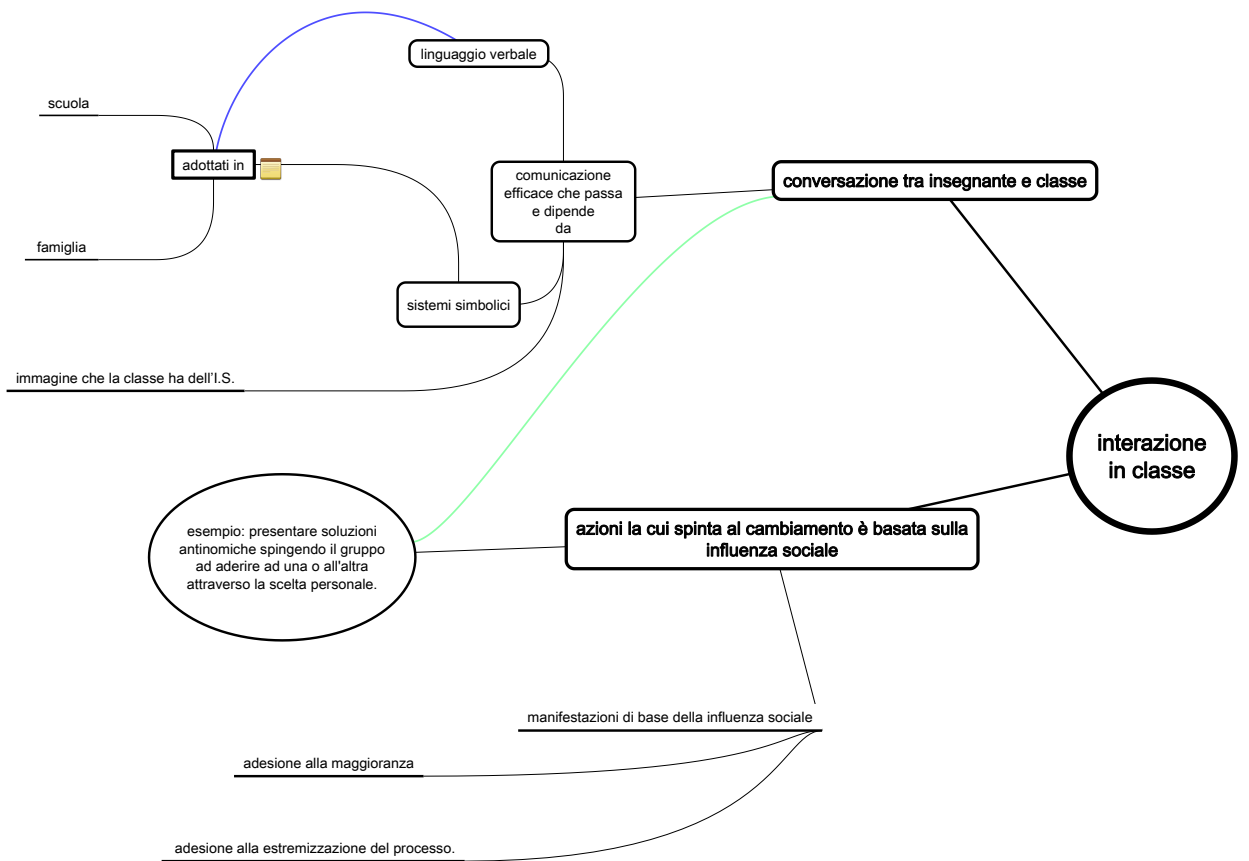 linguaggio verbale
scuola
adottati in
comunicazione
efficace che passa
e dipende
da
conversazione tra insegnante e classe
famiglia
sistemi simbolici
immagine che la classe ha dell'I.S.
interazione
in classe
esempio: presentare soluzioni
antinomiche spingendo il gruppo
ad aderire ad una o all'altra
attraverso la scelta personale.
azioni la cui spinta al cambiamento è basata sulla
influenza sociale
manifestazioni di base della influenza sociale
adesione alla maggioranza
adesione alla estremizzazione del processo.